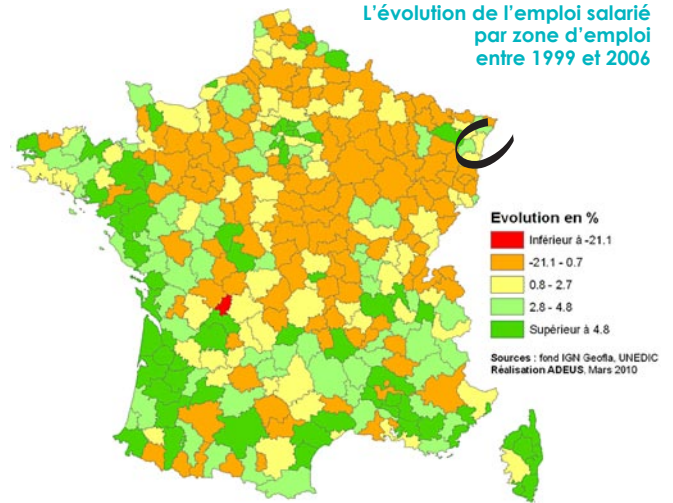 L'évolution de l'emploi salarié
par zone d'emploi
entre 1999 et 2006
Evolution en %
Inférieur à -21.1
-21.1 - 0.7
0.8 - 2.7
2.8 - 4.8
Supérieur à 4.8
Sources : fond IGN Geofla, UNEDIC
Réalisation ADEUS, Mars 2010